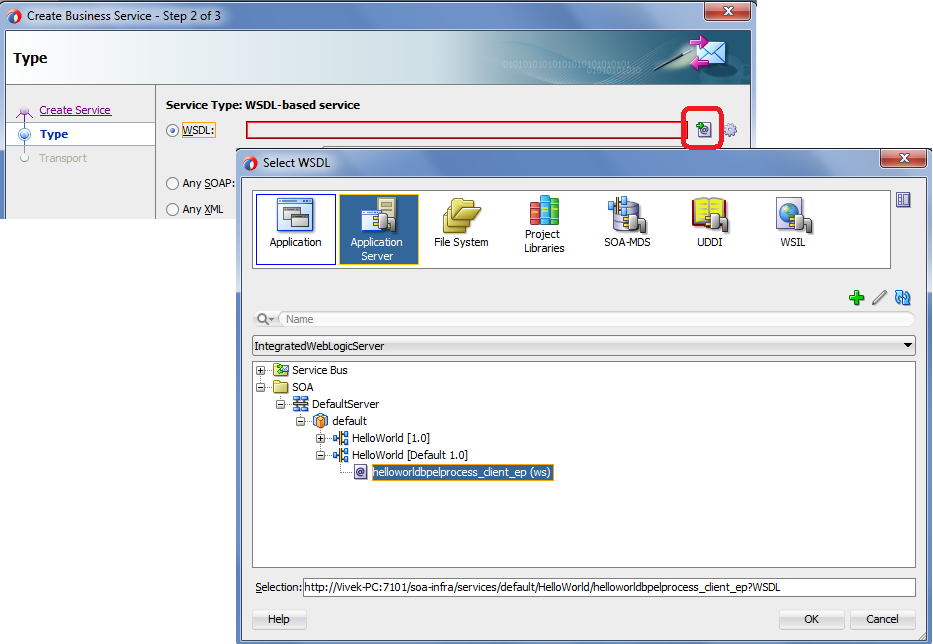 Create Business Service - Step 2 of 3
Type
010101010101010101010101
01010101010
Create Service
Type
Transport
Service Type: WSDL-based service
WSDL:
Any SOAP:
Any XML
Select WSDL
Application
Application
Server
File System
Project
Libraries
SOA-MDS
UDDI
WSIL
Name
IntegratedWebLogicServer
Service Bus
SOA
DefaultServer
default
HelloWorld [1.0]
HelloWorld [Default 1.0]
helloworldbpelprocess_client_ep (ws)
Selection: http://Vivek-PC:7101/soa-infra/services/default/HelloWorld/helloworldbpelprocess_client_ep?WSDL
Help
OK
Cancel